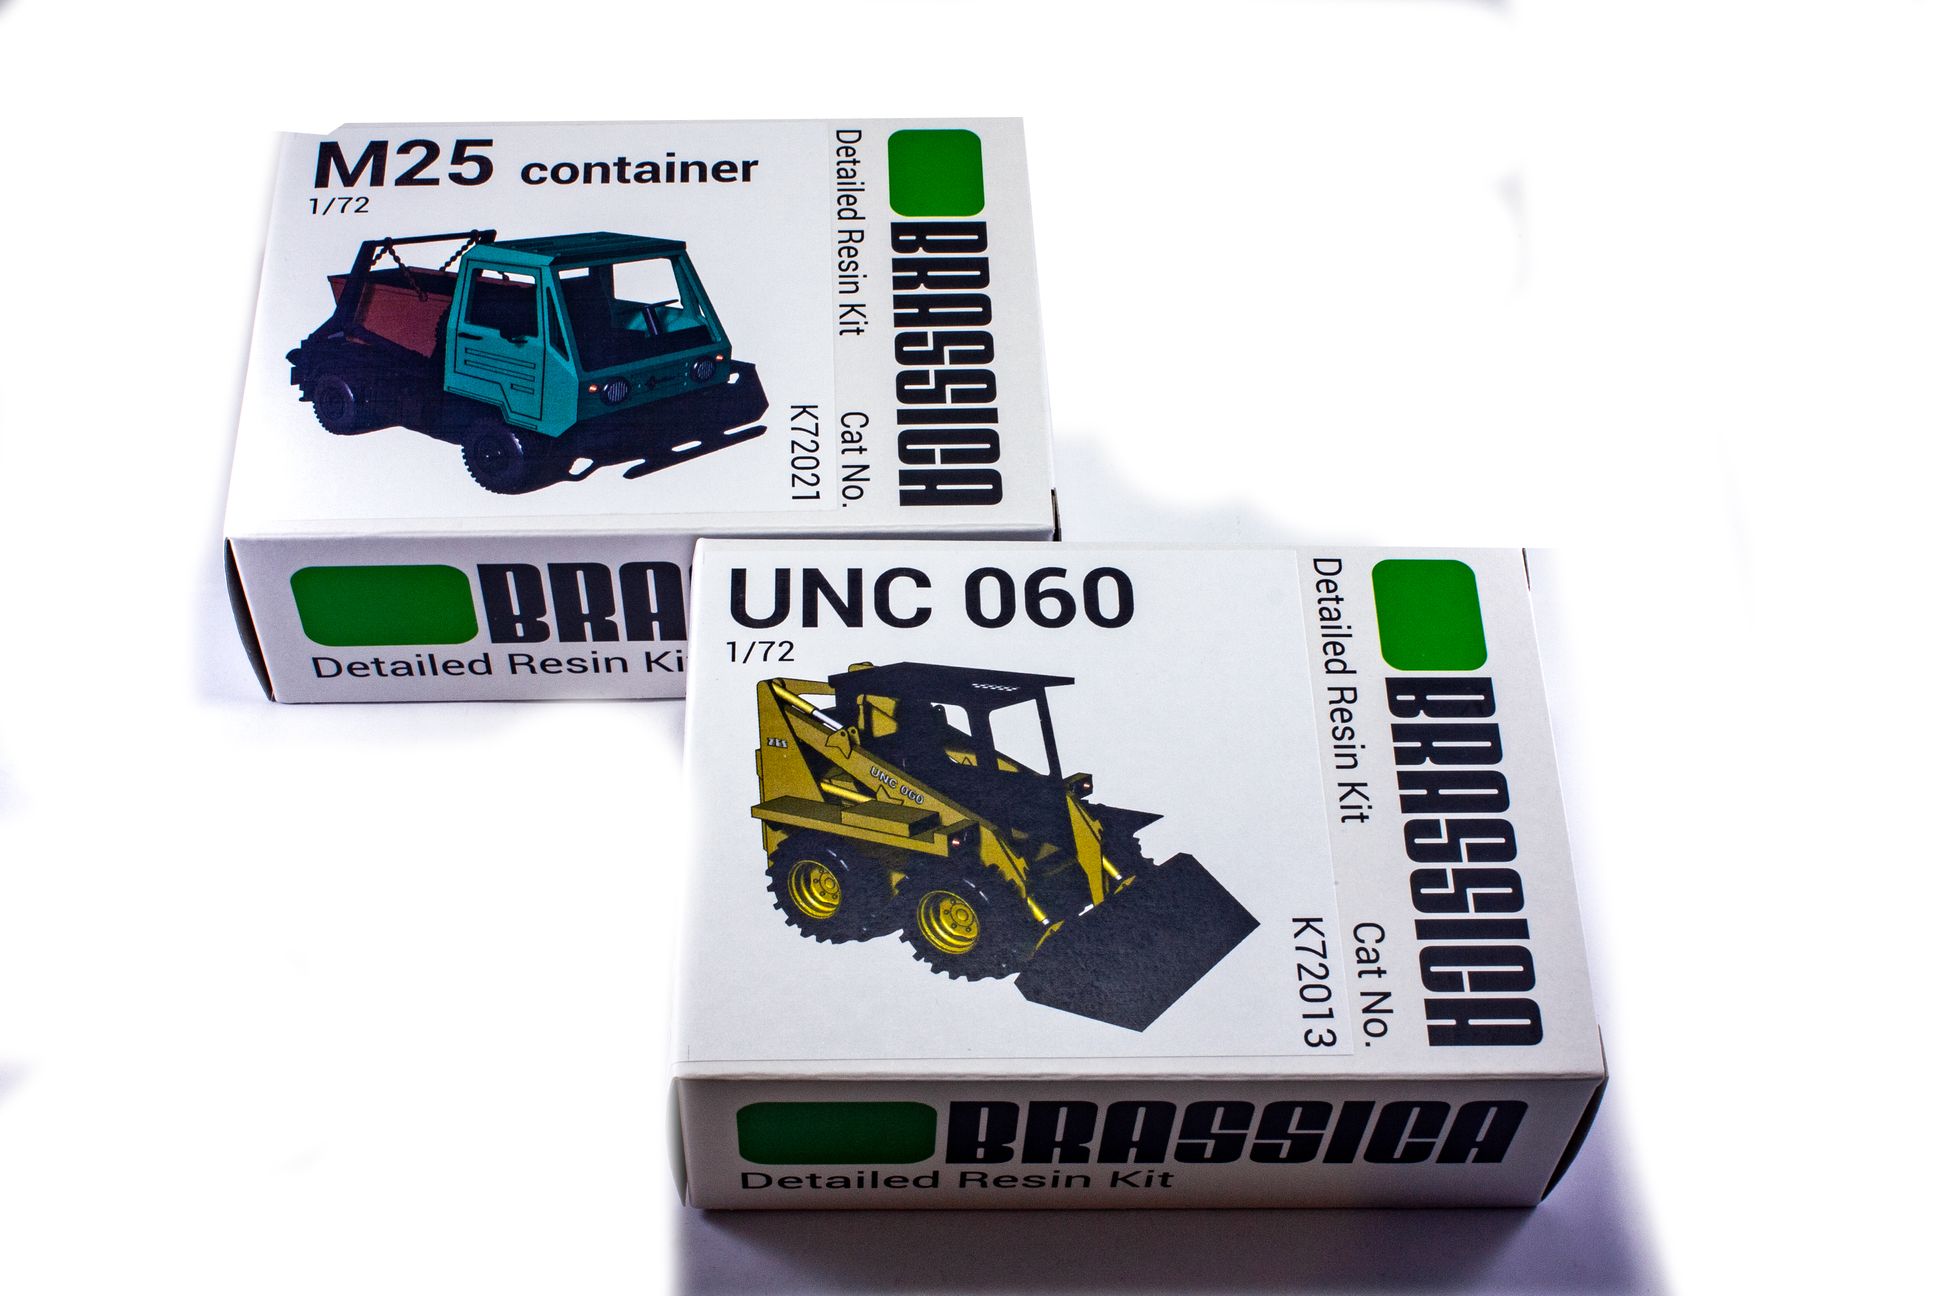 M25 container
1/72
Detailed Resin Kit
Cat No.
K72021
BRASSICA
BRA
Detailed Resin Ki
UNC 060
1/72
UNC 060
Detailed Resin Kit
Cat No.
K72013
BRASSICA
BRASSICA
Detailed Resin Kit